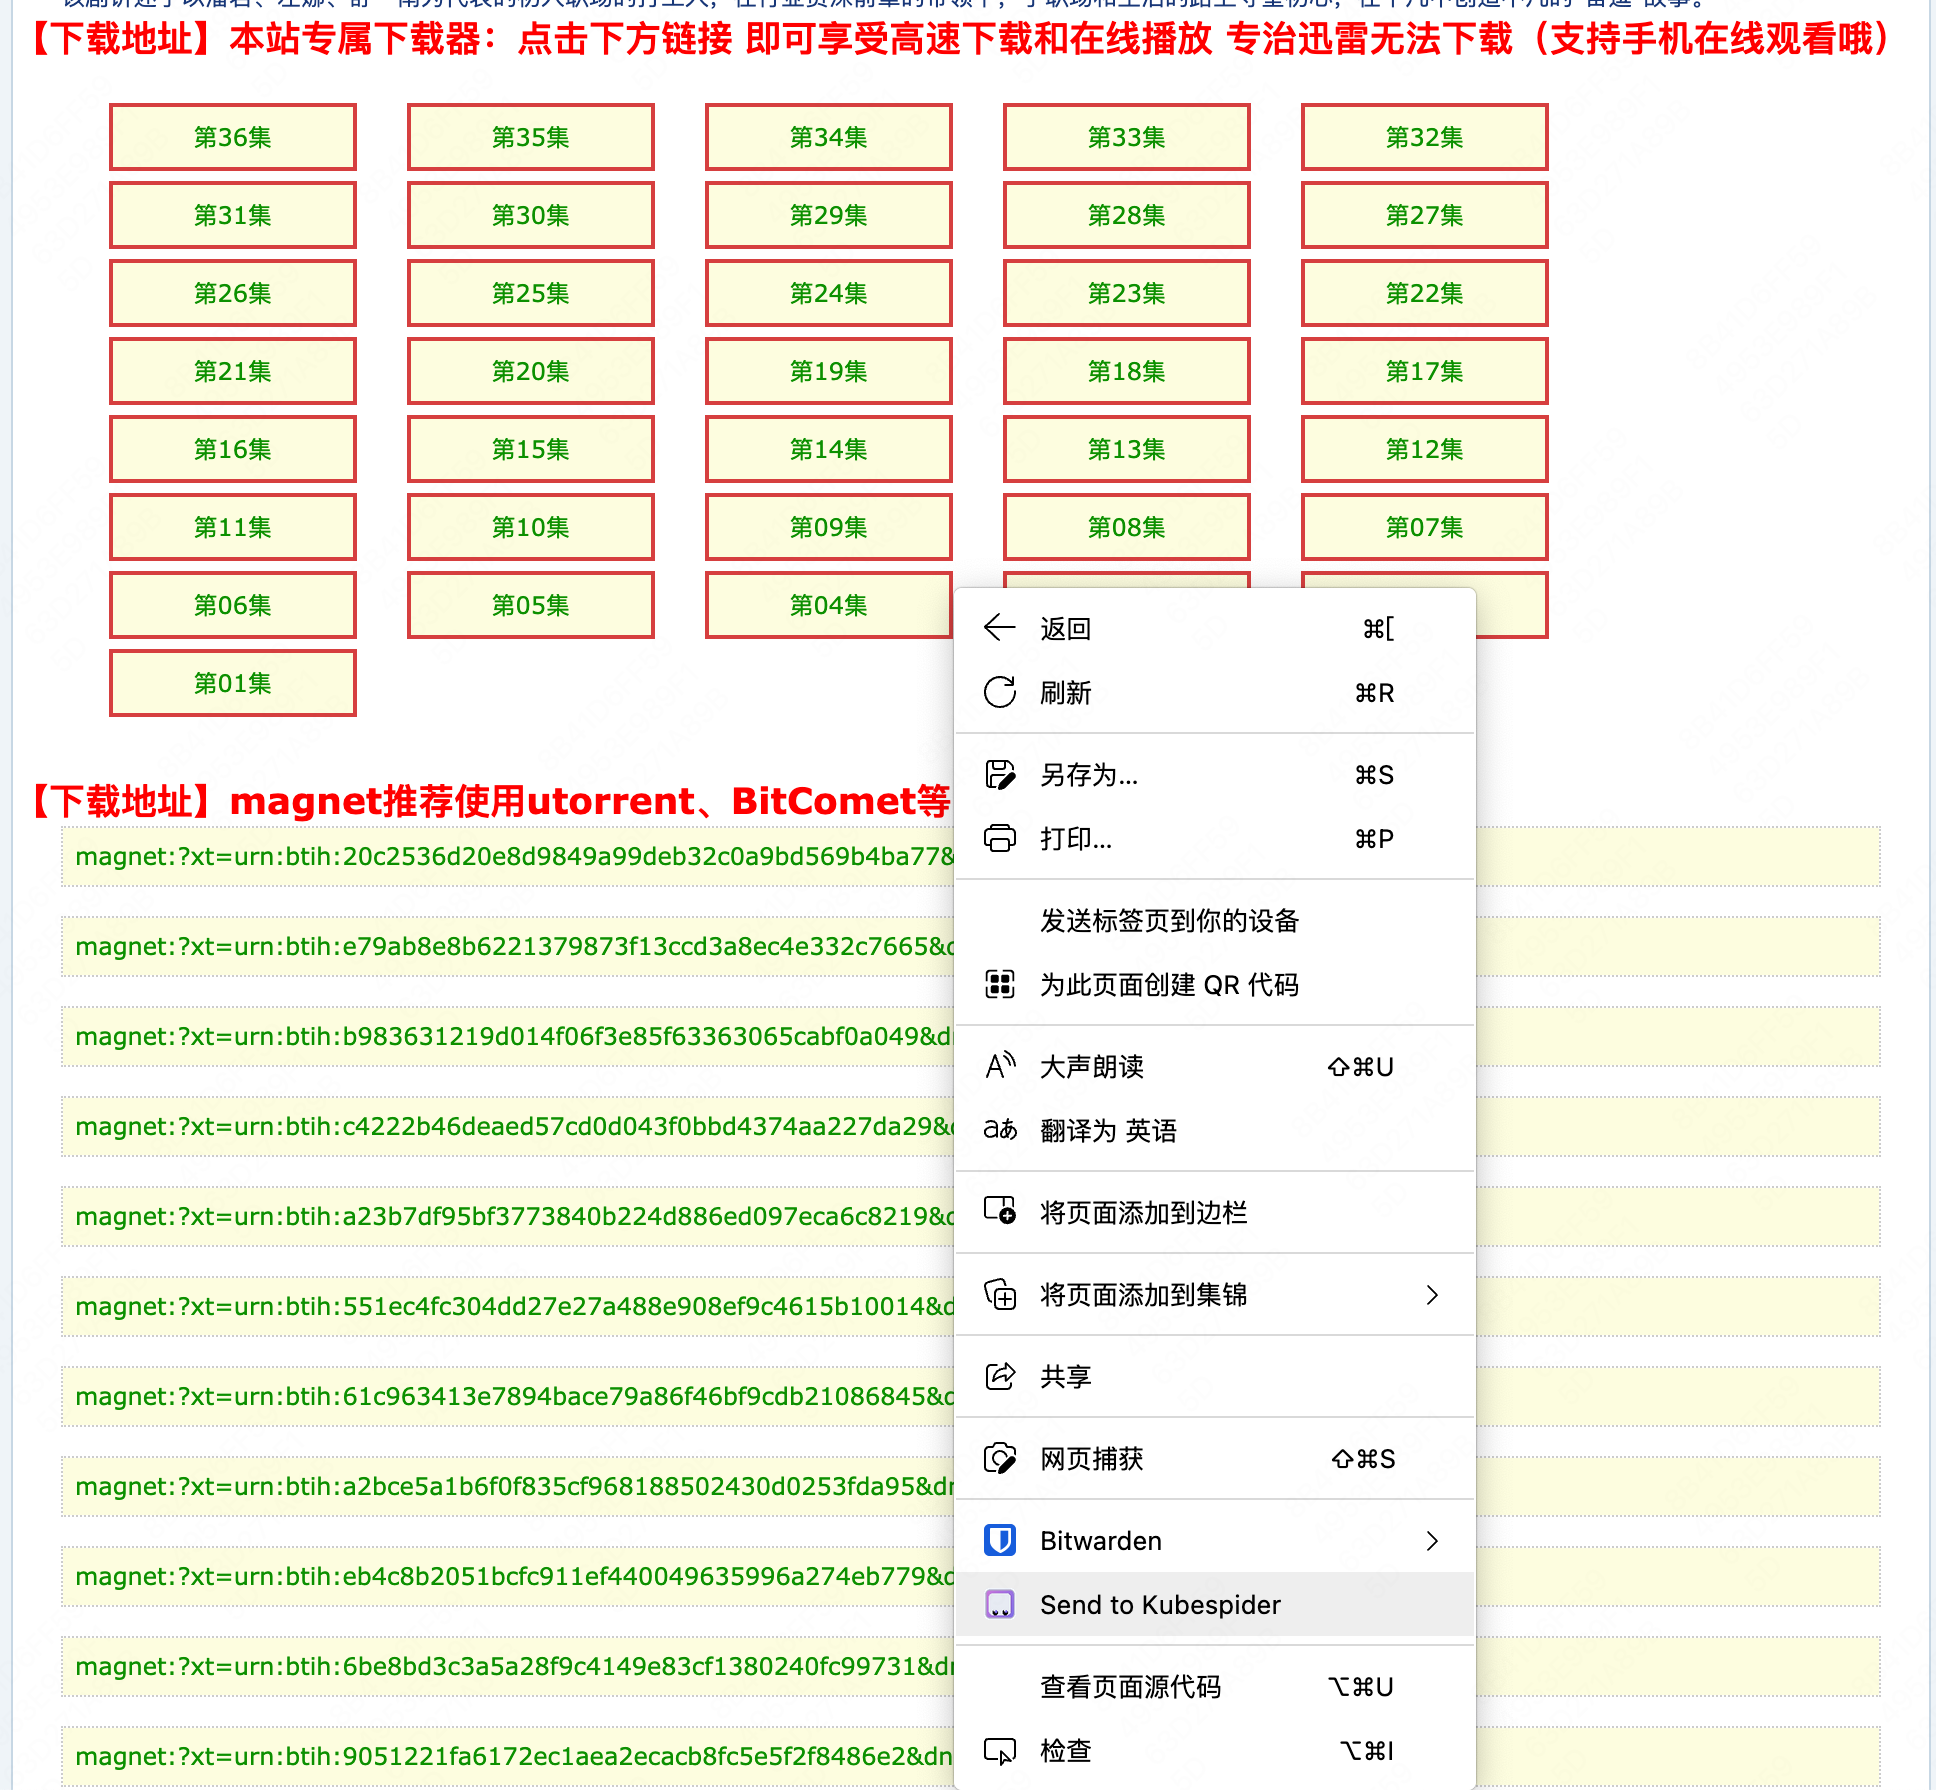 【下载地址】本站专属下载器：点击下方链接 即可享受高速下载和在线播放 专治迅雷无法下载（支持手机在线观看哦）
第36集 第35集 第34集 第33集 第32集
第31集 第30集 第29集 第28集 第27集
第26集 第25集 第24集 第23集 第22集
第21集 第20集 第19集 第18集 第17集
第16集 第15集 第14集 第13集 第12集
第11集 第10集 第09集 第08集 第07集
第06集 第05集 第04集
第01集
【下载地址】magnet推荐使用utorrent、BitComet等
magnet:?xt=urn:btih:20c2536d20e8d9849a99deb32c0a9bd569b4ba77&
magnet:?xt=urn:btih:e79ab8e8b6221379873f13ccd3a8ec4e332c7665&
magnet:?xt=urn:btih:b983631219d014f06f3e85f63363065cabf0a049&d
magnet:?xt=urn:btih:c4222b46deaed57cd0d043f0bbd4374aa227da29&
magnet:?xt=urn:btih:a23b7df95bf3773840b224d886ed097eca6c8219&
magnet:?xt=urn:btih:551ec4fc304dd27e27a488e908ef9c4615b10014&d
magnet:?xt=urn:btih:61c963413e7894bace79a86f46bf9cdb21086845&
magnet:?xt=urn:btih:a2bce5a1b6f0f835cf968188502430d0253fda95&dn
magnet:?xt=urn:btih:eb4c8b2051bcfc911ef440049635996a274eb779&
magnet:?xt=urn:btih:6be8bd3c3a5a28f9c4149e83cf1380240fc99731&dn
magnet:?xt=urn:btih:9051221fa6172ec1aea2ecacb8fc5e5f2f8486e2&dn
返回 ⌘[
刷新 ⌘R
另存为... ⌘S
打印... ⌘P
发送标签页到你的设备
为此页面创建 QR 代码
大声朗读 ⇧⌘U
翻译为 英语
将页面添加到边栏
将页面添加到集锦
共享
网页捕获 ⇧⌘S
Bitwarden
Send to Kubespider
查看页面源代码 ⌥⌘U
检查 ⌥⌘I